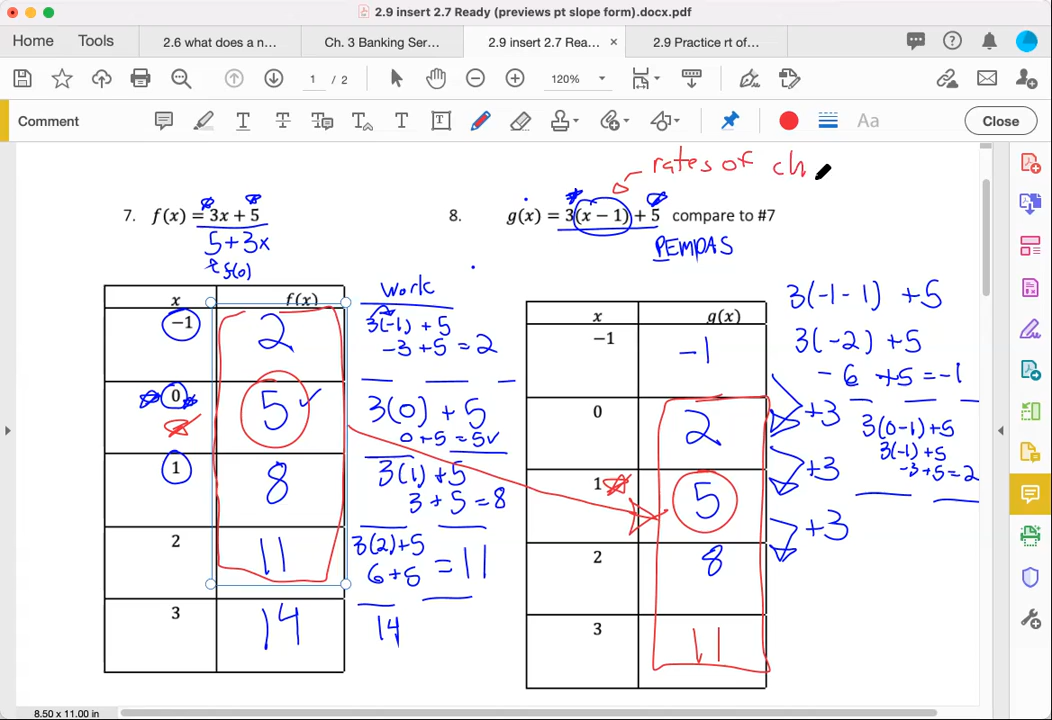 2.9 insert 2.7 Ready (previews pt slope form).docx.pdf
Home Tools 2.6 what does a n... Ch. 3 Banking Ser... 2.9 insert 2.7 Rea... × 2.9 Practice rt of...
1 / 2 120%
Comment Aa Close
rates of ch
7. f(x) = 3x + 5 8. g(x) = 3(x − 1) + 5 compare to #7
5+3x PEMPAS
f(0)
x f(x) work
−1 2 3(-1) + 5
-3 +5 = 2
0 5 ✓ 3(0) + 5
0+5 = 5✓
1 8 3(1) + 5
3 + 5 = 8
2 11 3(2)+5
6+5 = 11
3 14 14
x g(x)
−1 −1
0 2
1 5
2 8
3 11
+3
+3
+3
3(-1-1) +5
3(-2) +5
-6 +5 = -1
3(0-1)+5
3(-1)+5
-3+5=2
8.50 x 11.00 in